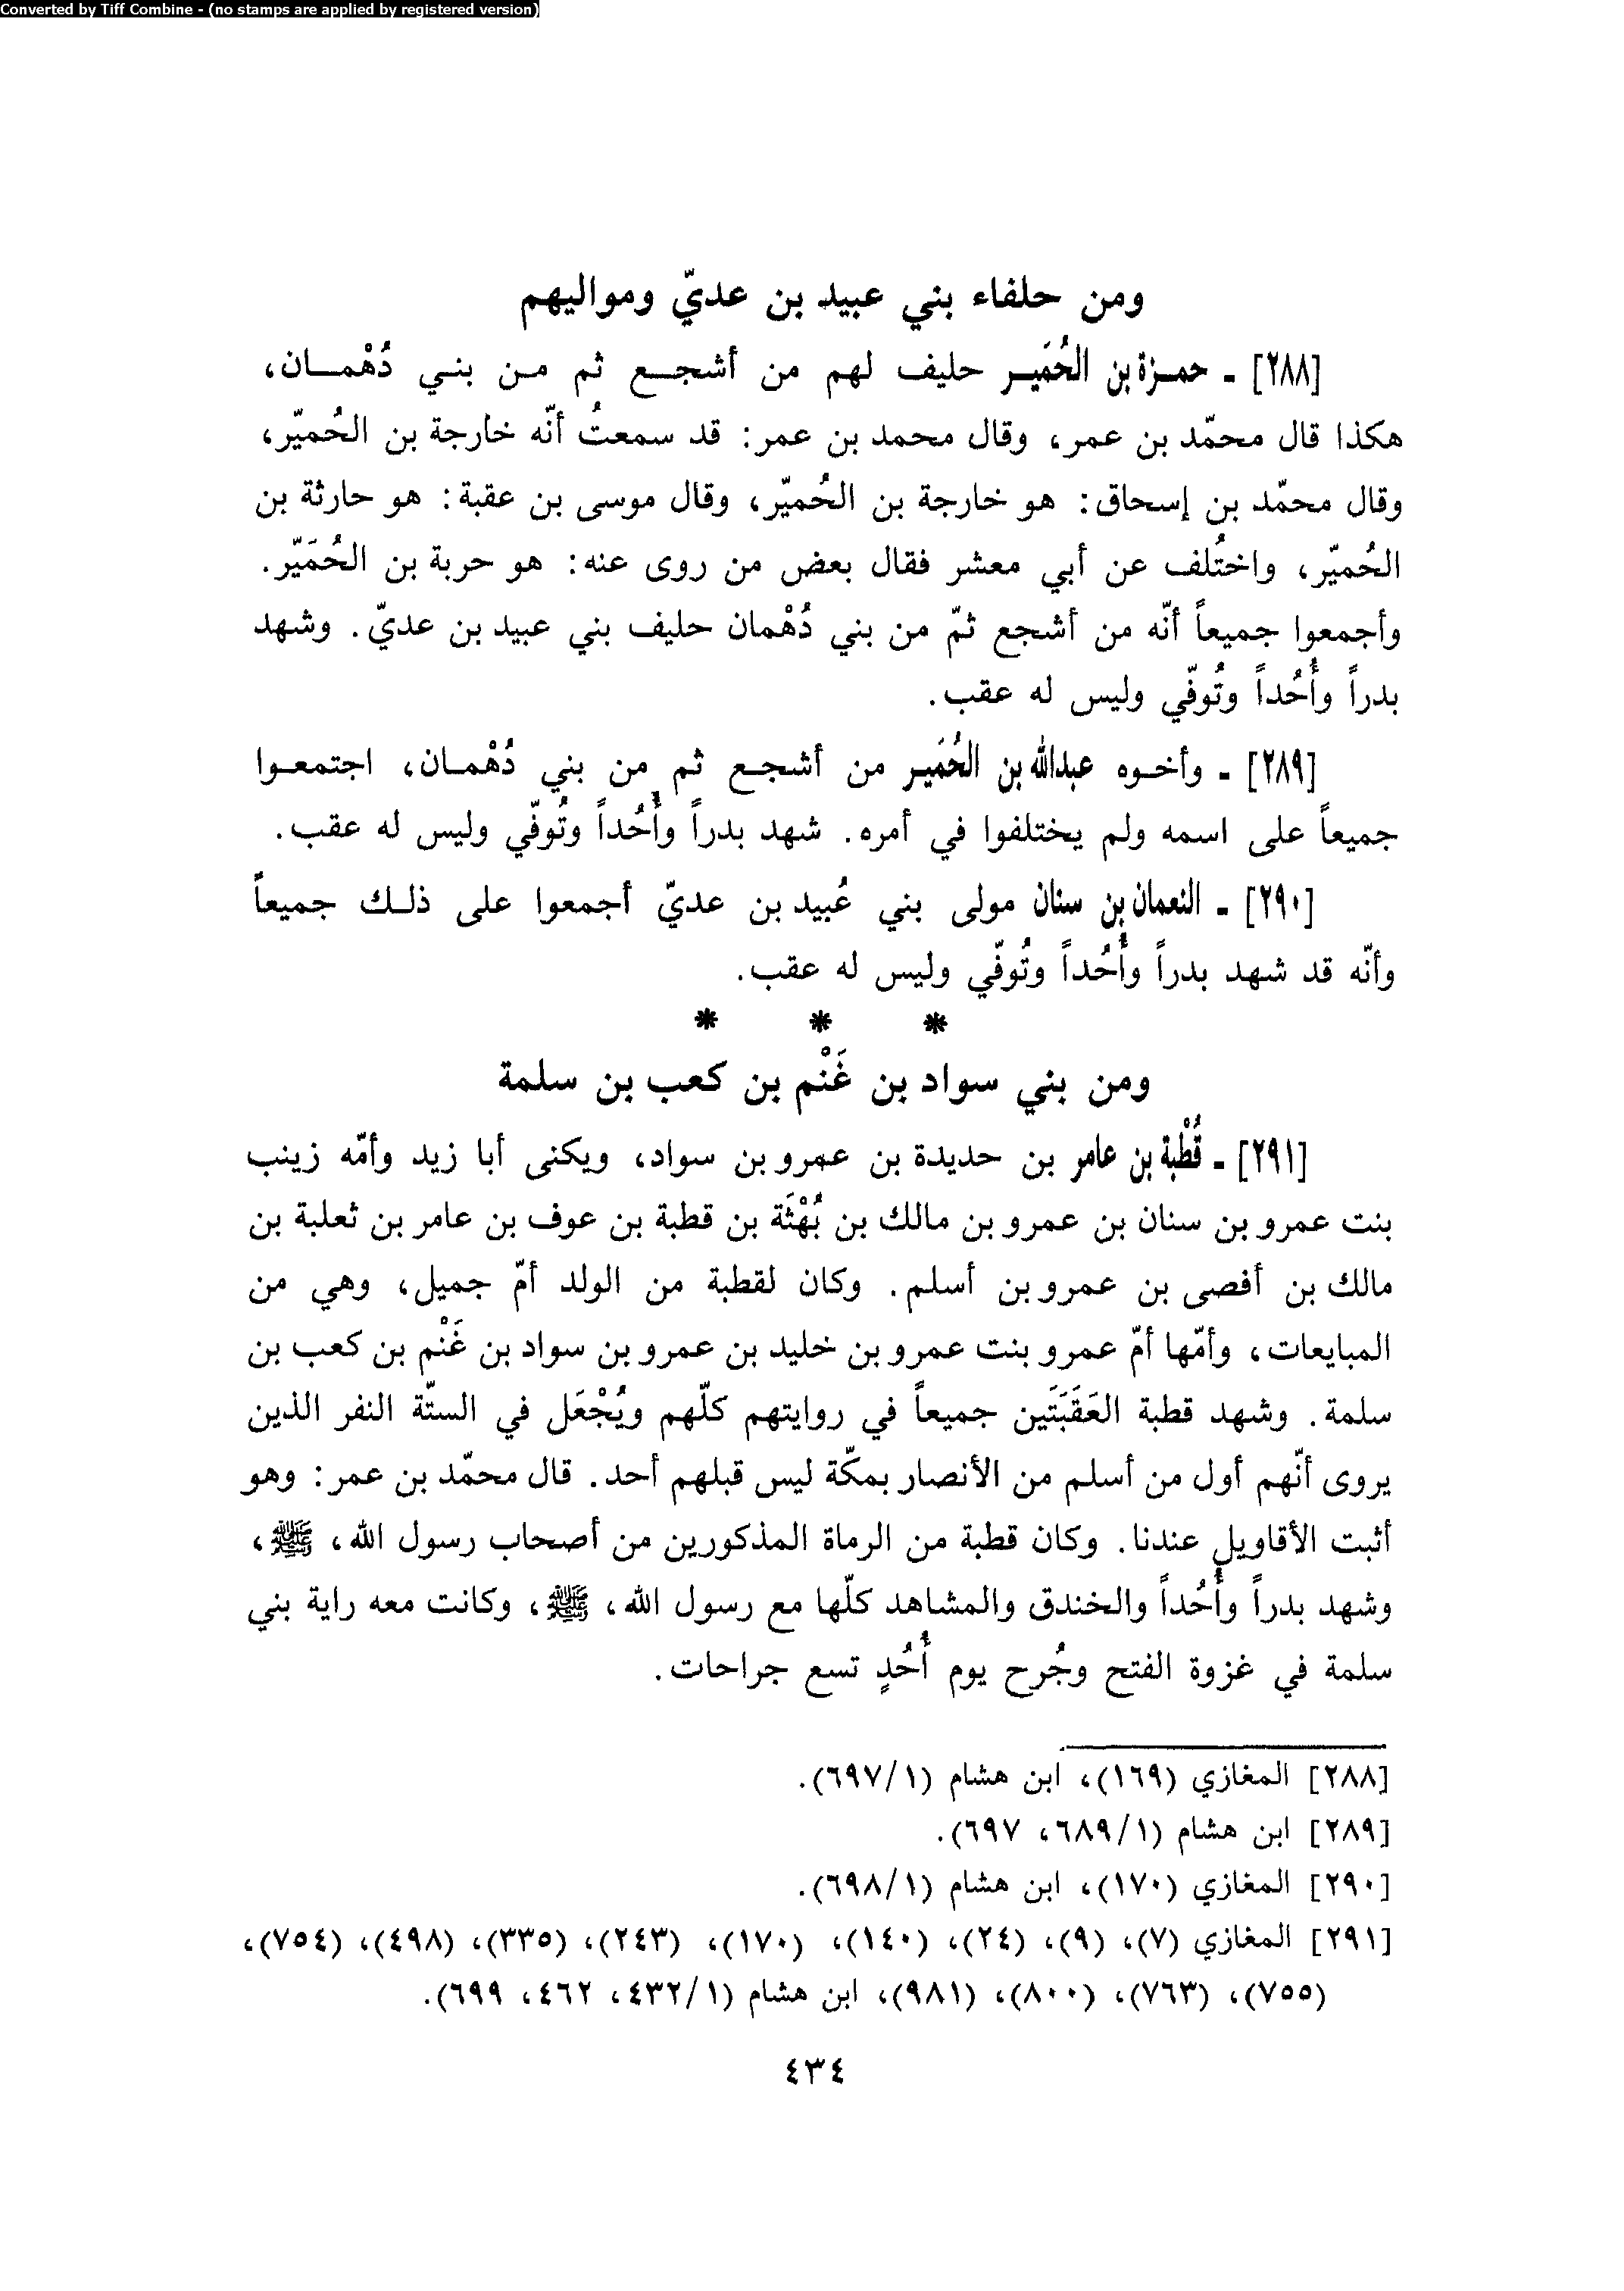 Converted by Tiff Combine - (no stamps are applied by registered version)
ومن حلفاء بني عبيد بن عديّ ومواليهم
[٢٨٨] ـ حمزة بن الحُمَير حليف لهم من أشجع ثم من بني دُهْمان،
هكذا قال محمّد بن عمر، وقال محمد بن عمر: قد سمعتُ أنّه خارجة بن الحُميّر،
وقال محمّد بن إسحاق: هو خارجة بن الحُميّر، وقال موسى بن عقبة: هو حارثة بن
الحُميّر، واختُلف عن أبي معشر فقال بعض من روى عنه: هو حربة بن الحُمَيّر.
وأجمعوا جميعاً أنّه من أشجع ثمّ من بني دُهْمان حليف بني عبيد بن عديّ. وشهد
بدراً وأُحُداً وتُوفّي وليس له عقب.
[٢٨٩] ـ وأخوه عبدالله بن الحُمَير من أشجع ثم من بني دُهْمان، اجتمعوا
جميعاً على اسمه ولم يختلفوا في أمره. شهد بدراً وأُحُداً وتُوفّي وليس له عقب.
[٢٩٠] ـ النعمان بن سنان مولى بني عُبيد بن عديّ أجمعوا على ذلك جميعاً
وأنّه قد شهد بدراً وأُحُداً وتُوفّي وليس له عقب.
* * *
ومن بني سواد بن غَنْم بن كعب بن سلمة
[٢٩١] ـ قُطْبة بن عامر بن حديدة بن عمرو بن سواد، ويكنى أبا زيد وأمّه زينب
بنت عمرو بن سنان بن عمرو بن مالك بن بُهْثَة بن قطبة بن عوف بن عامر بن ثعلبة بن
مالك بن أفصى بن عمرو بن أسلم. وكان لقطبة من الولد أمّ جميل، وهي من
المبايعات، وأمّها أمّ عمرو بنت عمرو بن خليد بن عمرو بن سواد بن غَنْم بن كعب بن
سلمة. وشهد قطبة العَقَبَتَين جميعاً في روايتهم كلّهم ويُجْعَل في الستّة النفر الذين
يروى أنّهم أول من أسلم من الأنصار بمكّة ليس قبلهم أحد. قال محمّد بن عمر: وهو
أثبت الأقاويل عندنا. وكان قطبة من الرماة المذكورين من أصحاب رسول الله، ﷺ،
وشهد بدراً وأُحُداً والخندق والمشاهد كلّها مع رسول الله، ﷺ، وكانت معه راية بني
سلمة في غزوة الفتح وجُرح يوم أُحُدٍ تسع جراحات.
[٢٨٨] المغازي (١٦٩)، ابن هشام (١/ ٦٩٧).
[٢٨٩] ابن هشام (١/ ٦٨٩، ٦٩٧).
[٢٩٠] المغازي (١٧٠)، ابن هشام (١/ ٦٩٨).
[٢٩١] المغازي (٧)، (٩)، (٢٤)، (١٤٠)، (١٧٠)، (٢٤٣)، (٣٣٥)، (٤٩٨)، (٧٥٤)،
(٧٥٥)، (٧٦٣)، (٨٠٠)، (٩٨١)، ابن هشام (١/ ٤٣٢، ٤٦٢، ٦٩٩).
٤٣٤